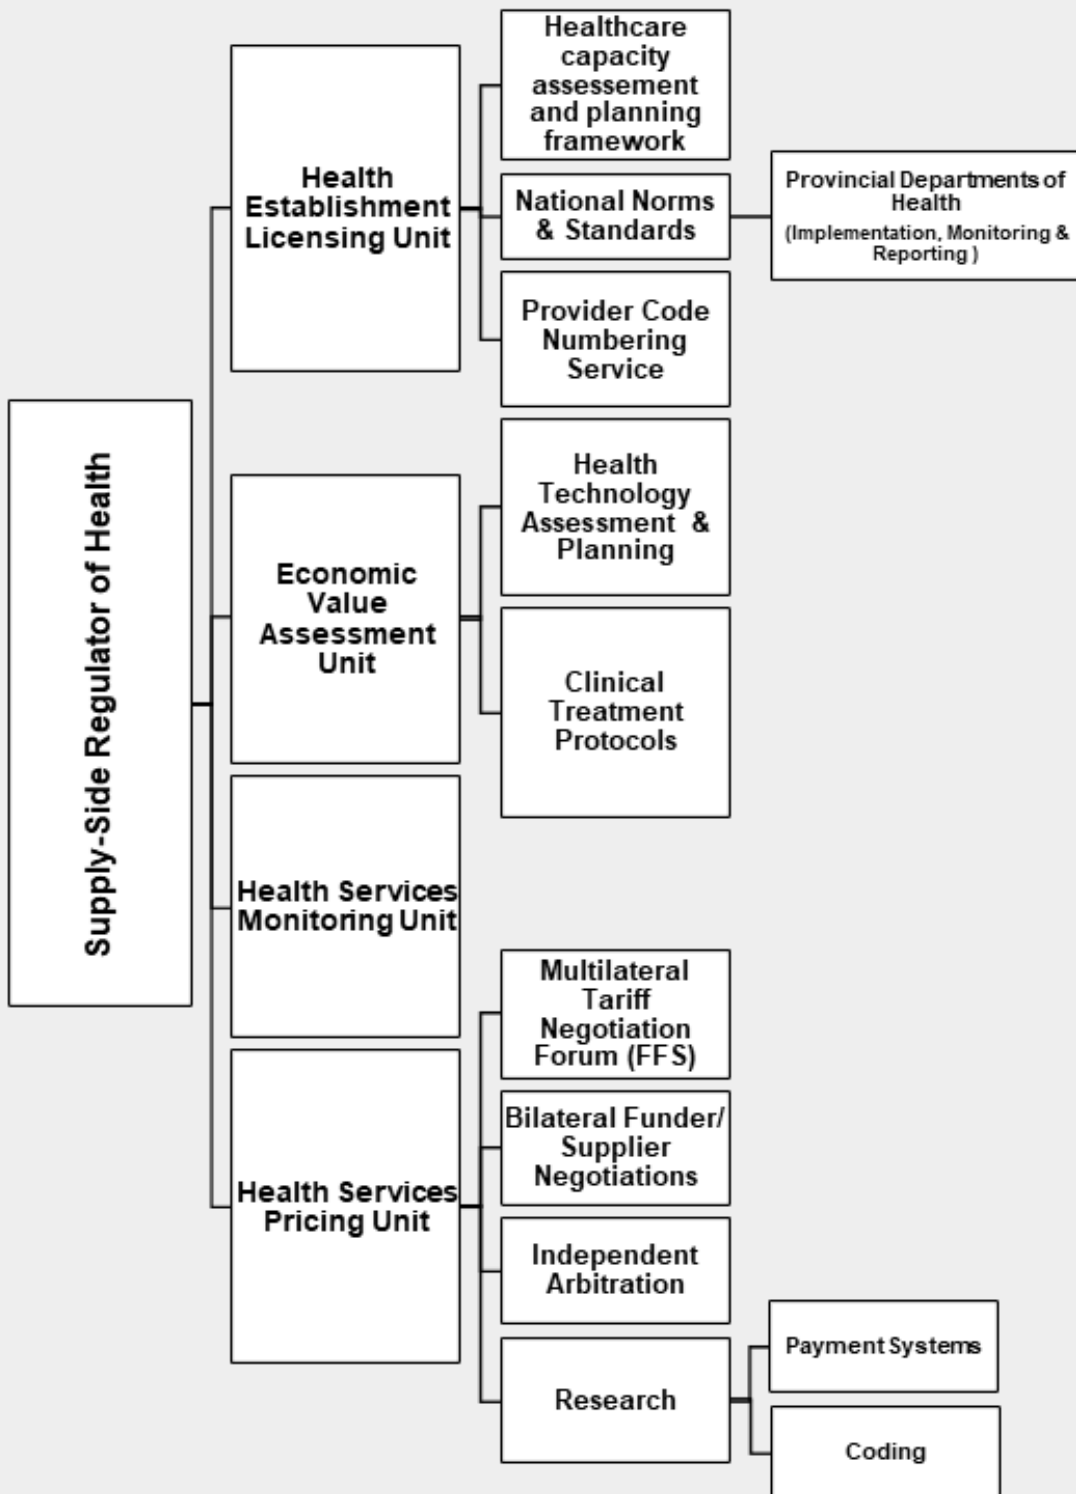 Supply-Side Regulator of Health
Health
Establishment
Licensing Unit
Healthcare
capacity
assessement
and planning
framework
National Norms
& Standards
Provincial Departments of
Health
(Implementation, Monitoring &
Reporting )
Provider Code
Numbering
Service
Economic
Value
Assessment
Unit
Health
Technology
Assessment &
Planning
Clinical
Treatment
Protocols
Health Services
Monitoring Unit
Health Services
Pricing Unit
Multilateral
Tariff
Negotiation
Forum (FFS)
Bilateral Funder/
Supplier
Negotiations
Independent
Arbitration
Research
Payment Systems
Coding